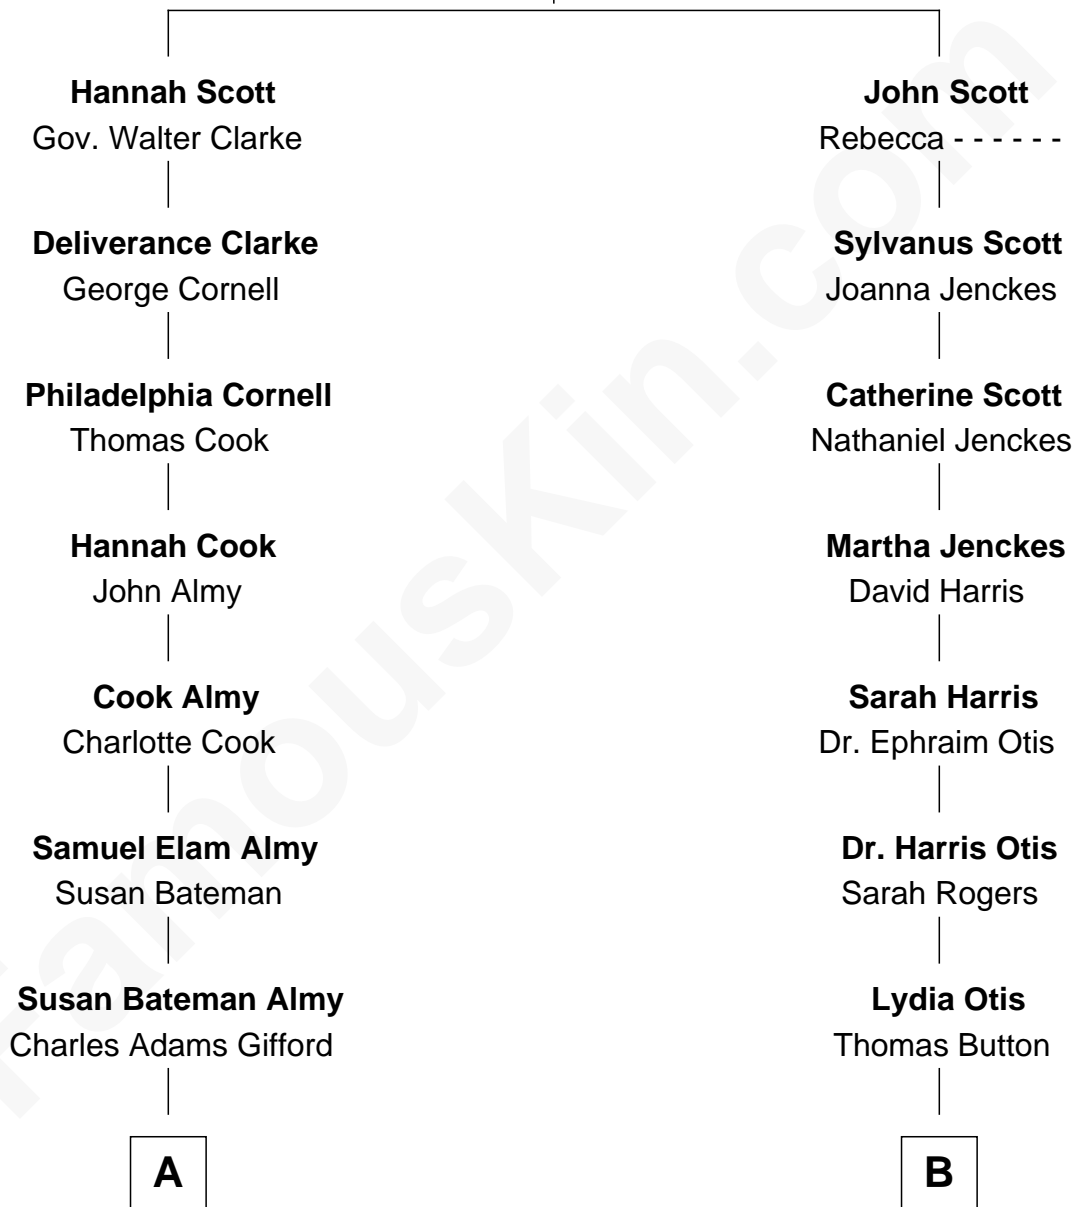 Hannah Scott
Gov. Walter Clarke
Deliverance Clarke
George Cornell
Philadelphia Cornell
Thomas Cook
Hannah Cook
John Almy
Cook Almy
Charlotte Cook
Samuel Elam Almy
Susan Bateman
Susan Bateman Almy
Charles Adams Gifford
A
John Scott
Rebecca - - - - - -
Sylvanus Scott
Joanna Jenckes
Catherine Scott
Nathaniel Jenckes
Martha Jenckes
David Harris
Sarah Harris
Dr. Ephraim Otis
Dr. Harris Otis
Sarah Rogers
Lydia Otis
Thomas Button
B
FamousKin.com